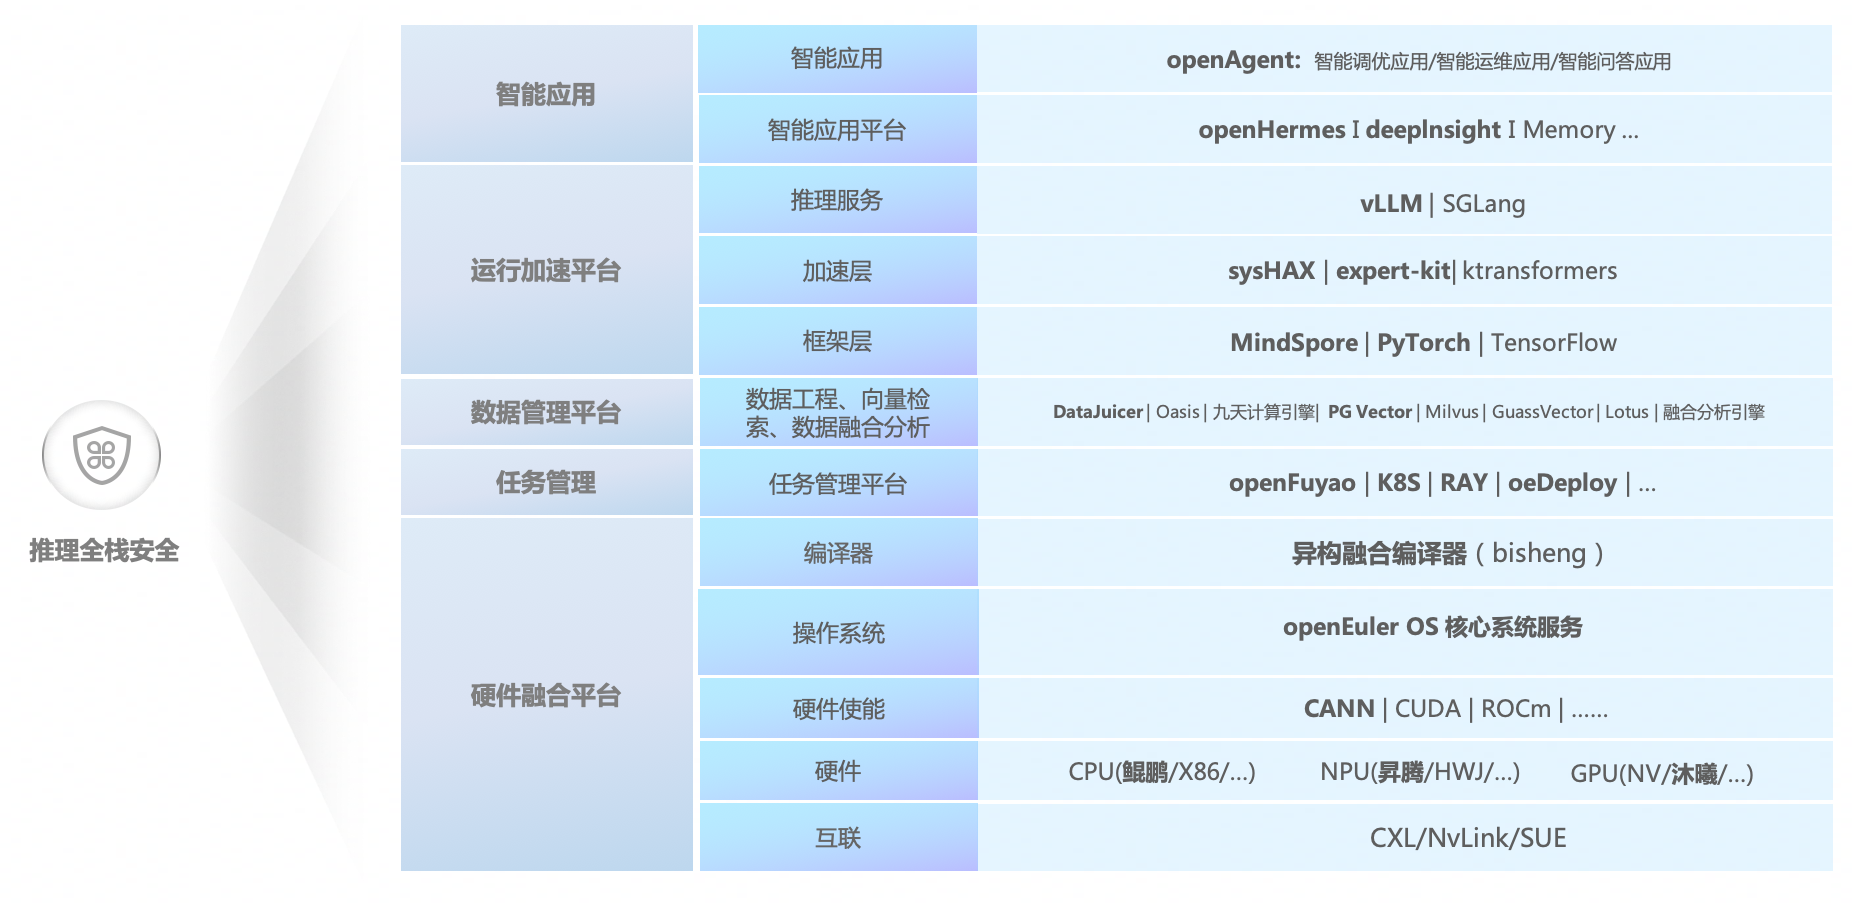 智能应用
智能应用
openAgent: 智能调优应用/智能运维应用/智能问答应用
智能应用平台
openHermes I deepInsight I Memory ...
运行加速平台
推理服务
vLLM | SGLang
加速层
sysHAX | expert-kit| ktransformers
框架层
MindSpore | PyTorch | TensorFlow
数据管理平台
数据工程、向量检
索、数据融合分析
DataJuicer | Oasis | 九天计算引擎| PG Vector | Milvus | GuassVector | Lotus | 融合分析引擎
任务管理
任务管理平台
openFuyao | K8S | RAY | oeDeploy | ...
推理全栈安全
硬件融合平台
编译器
异构融合编译器（bisheng）
操作系统
openEuler OS 核心系统服务
硬件使能
CANN | CUDA | ROCm | ......
硬件
CPU(鲲鹏/X86/...) NPU(昇腾/HWJ/...) GPU(NV/沐曦/...)
互联
CXL/NvLink/SUE